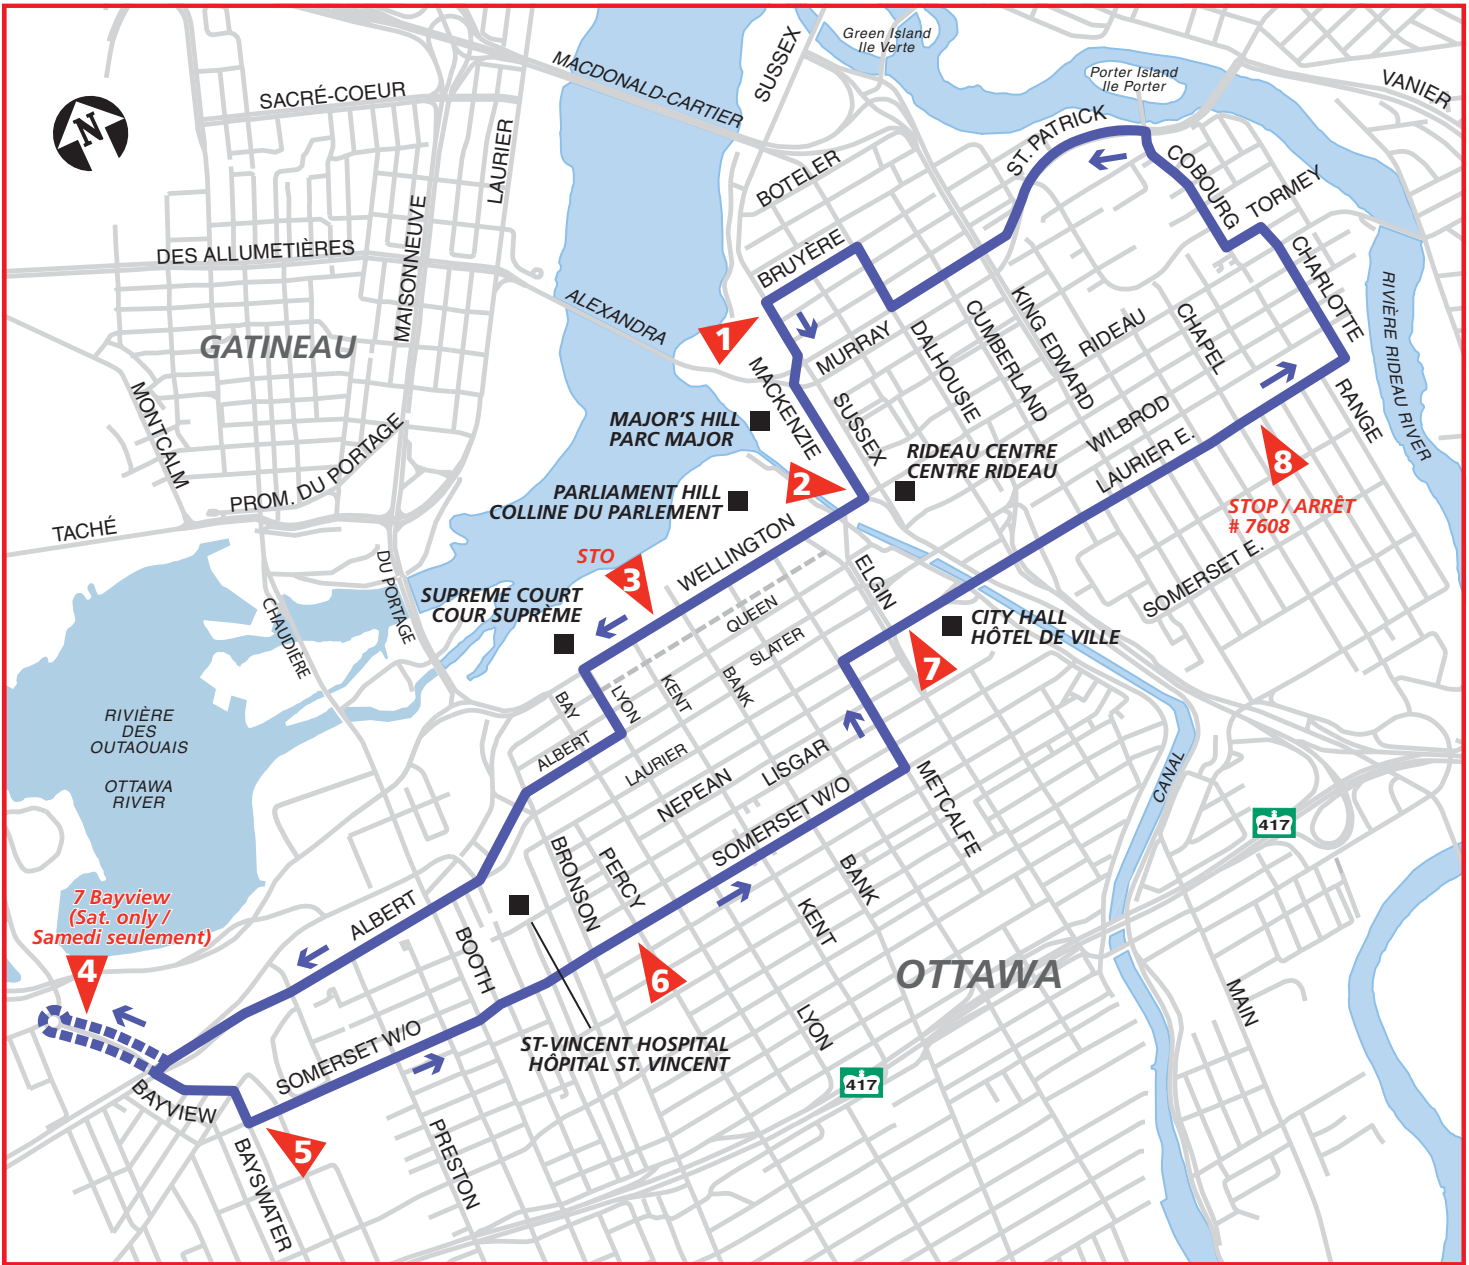 Green Island
Ile Verte
SUSSEX
MACDONALD-CARTIER
Porter Island
Ile Porter
VANIER
SACRÉ-COEUR
N
LAURIER
ST. PATRICK
COBOURG
TORMEY
BOTELER
MAISONNEUVE
DES ALLUMETIÈRES
BRUYÈRE
CHARLOTTE
RIVIÈRE RIDEAU RIVER
ALEXANDRA
GATINEAU
1
MURRAY
DALHOUSIE
CUMBERLAND
KING EDWARD
RIDEAU
CHAPEL
MACKENZIE
SUSSEX
RANGE
MONTCALM
MAJOR'S HILL
PARC MAJOR
WILBROD
LAURIER E.
RIDEAU CENTRE
CENTRE RIDEAU
8
2
PROM. DU PORTAGE
PARLIAMENT HILL
COLLINE DU PARLEMENT
STOP / ARRÊT
# 7608
TACHÉ
WELLINGTON
STO
3
DU PORTAGE
ELGIN
SOMERSET E.
SUPREME COURT
COUR SUPRÈME
QUEEN
CHAUDIÈRE
CITY HALL
HÔTEL DE VILLE
SLATER
7
BAY
LYON
KENT
BANK
RIVIÈRE
DES
OUTAOUAIS
OTTAWA
RIVER
ALBERT
LAURIER
NEPEAN
LISGAR
METCALFE
CANAL
SOMERSET W/O
417
BRONSON
PERCY
BANK
KENT
7 Bayview
(Sat. only /
Samedi seulement)
4
ALBERT
BOOTH
6
OTTAWA
MAIN
LYON
ST-VINCENT HOSPITAL
HÔPITAL ST. VINCENT
SOMERSET W/O
417
BAYVIEW
5
BAYSWATER
PRESTON